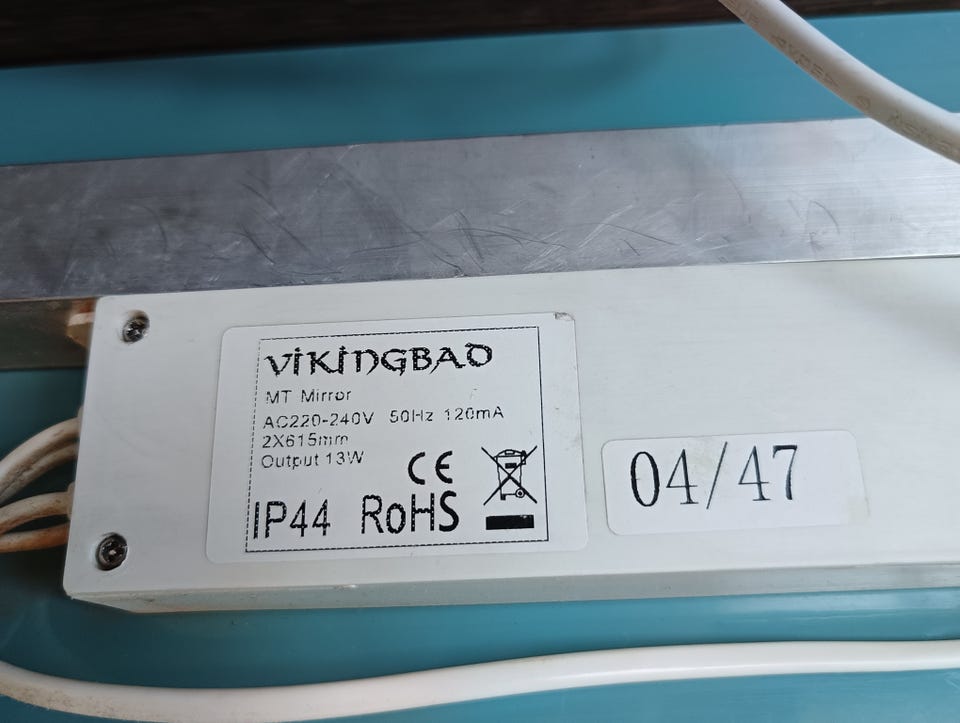 VIKINGBAD
MT Mirror
AC220-240V 50Hz 120mA
2X615mm
Output 13W
CE
IP44 RoHS
04/47